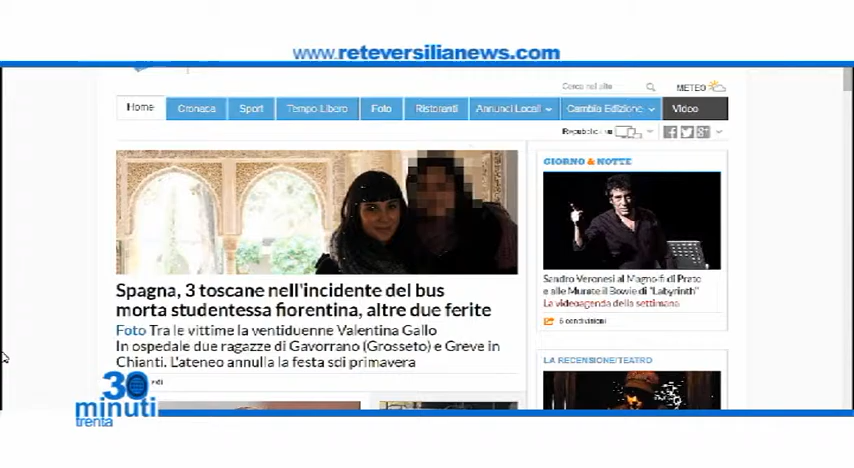 www.reteversilianews.com
Cerca nel sito
METEO
Home Cronaca Sport Tempo Libero Foto Ristoranti Annunci Locali Cambia Edizione Video
GIORNO & NOTTE
Spagna, 3 toscane nell'incidente del bus
morta studentessa fiorentina, altre due ferite
Foto Tra le vittime la ventiduenne Valentina Gallo
In ospedale due ragazze di Gavorrano (Grosseto) e Greve in
Chianti. L'ateneo annulla la festa sdi primavera
Sandro Veronesi al Magnolfi di Prato
e alle Murate il Bowie di "Labyrinth"
La videoagenda della settimana
6 condivisioni
LA RECENSIONE/TEATRO
30
minuti
trenta